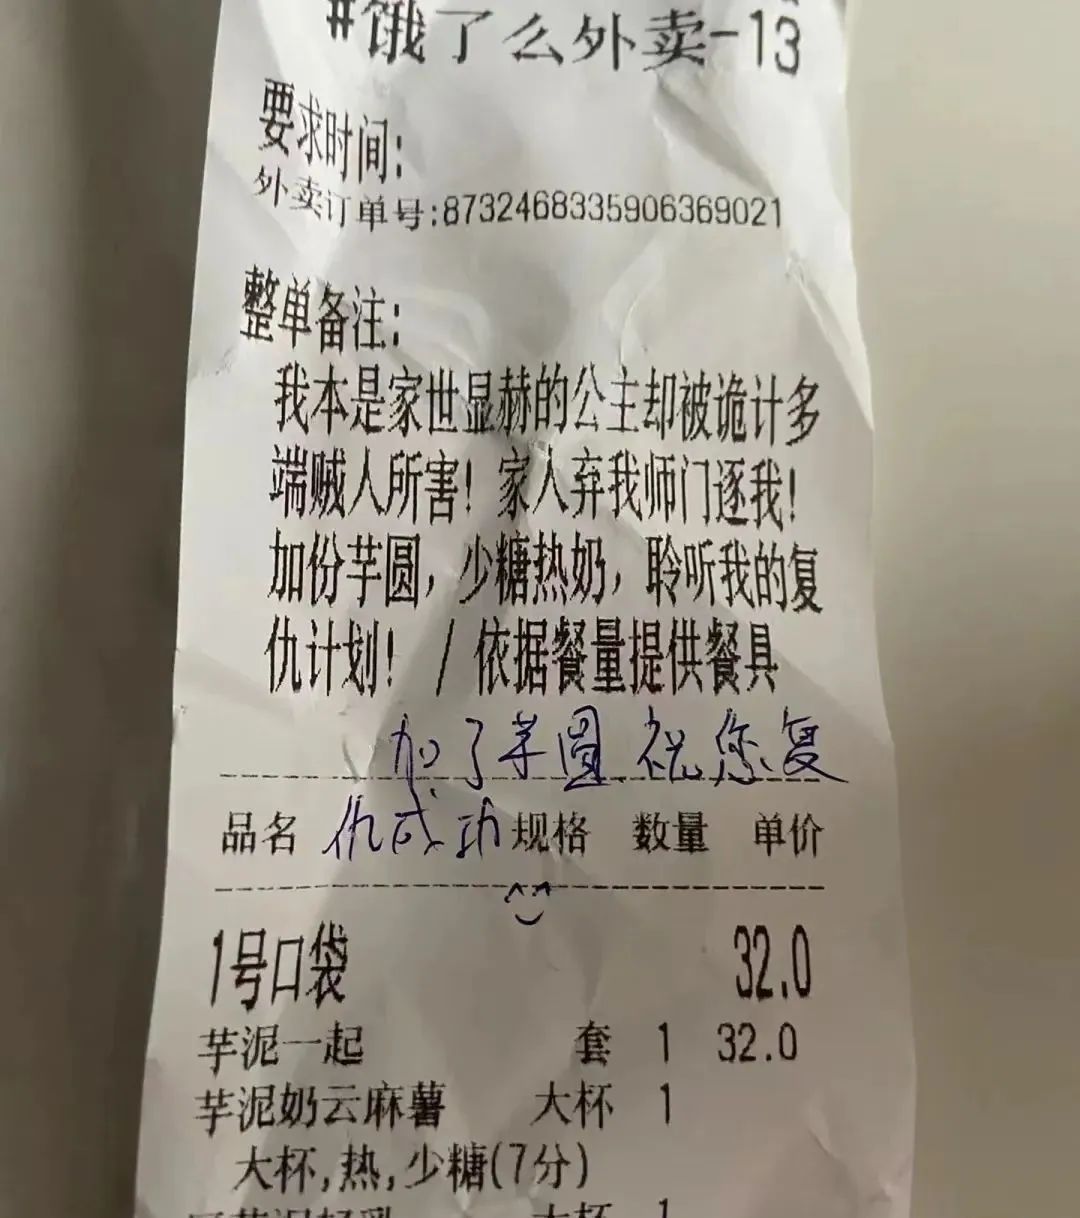 #饿了么外卖-13
要求时间:
外卖订单号:8732468335906369021
整单备注:
我本是家世显赫的公主却被诡计多
端贼人所害！家人弃我师门逐我！
加份芋圆，少糖热奶，聆听我的复
仇计划！ / 依据餐量提供餐具
加了芋圆 祝您复
仇成功
品名 规格 数量 单价
1号口袋 32.0
芋泥一起 套 1 32.0
芋泥奶云麻薯 大杯 1
大杯,热,少糖(7分)
大杯 1